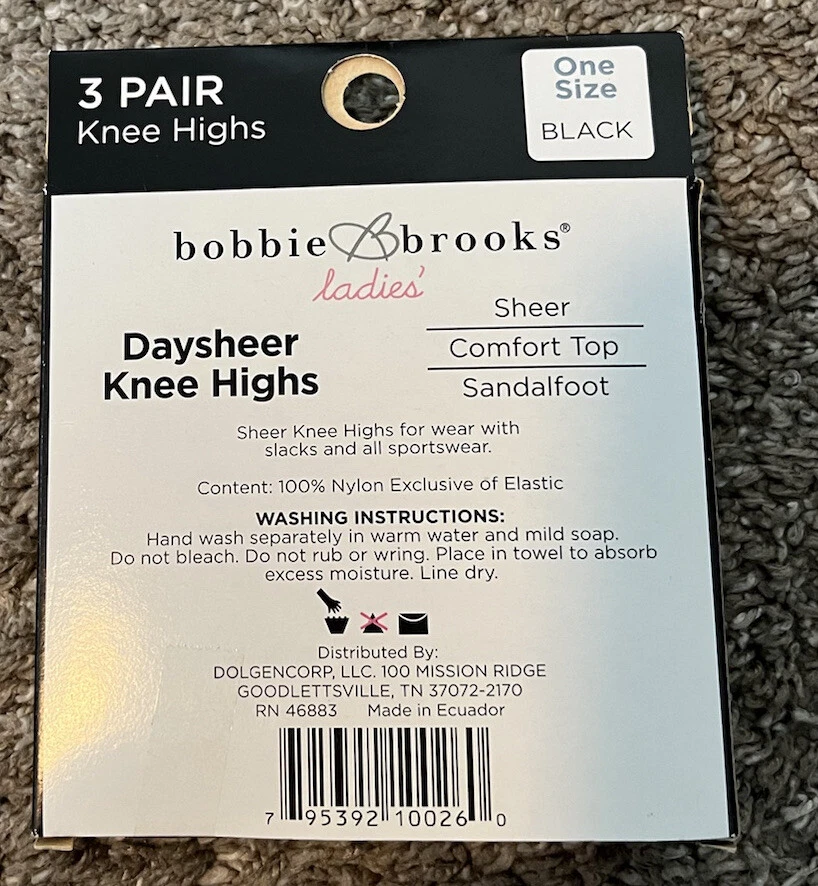 3 PAIR
Knee Highs
One
Size
BLACK
bobbie brooks®
ladies'
Daysheer
Knee Highs
Sheer
Comfort Top
Sandalfoot
Sheer Knee Highs for wear with
slacks and all sportswear.
Content: 100% Nylon Exclusive of Elastic
WASHING INSTRUCTIONS:
Hand wash separately in warm water and mild soap.
Do not bleach. Do not rub or wring. Place in towel to absorb
excess moisture. Line dry.
Distributed By:
DOLGENCORP, LLC. 100 MISSION RIDGE
GOODLETTSVILLE, TN 37072-2170
RN 46883 Made in Ecuador
7 95392 10026 0